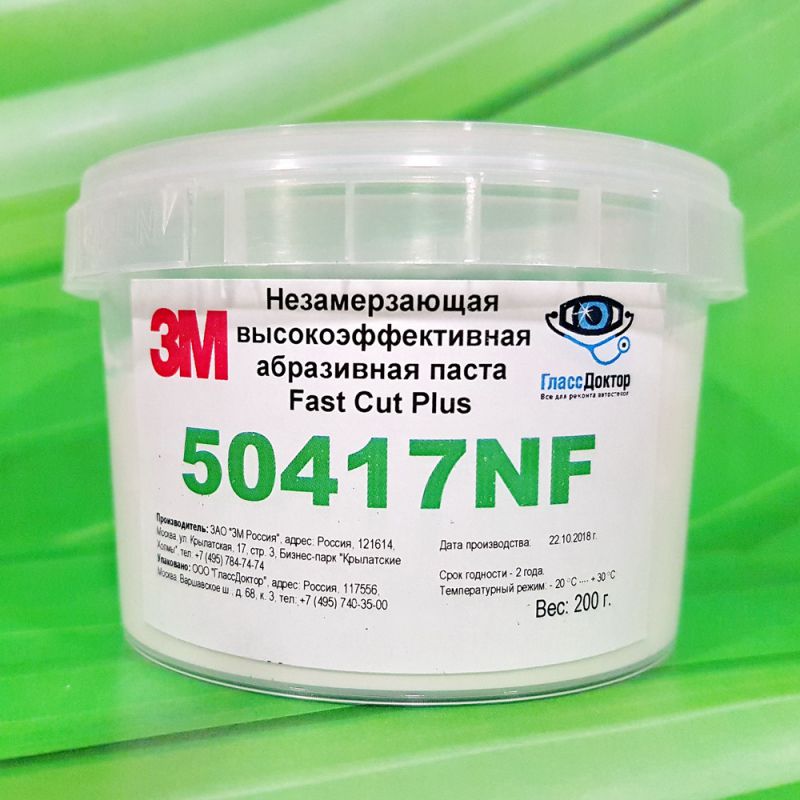 3M
Незамерзающая
высокоэффективная
абразивная паста
Fast Cut Plus
ГлассДоктор
Все для ремонта автостекол
50417NF
Производитель: ЗАО "3М Россия", адрес: Россия, 121614,
Москва, ул. Крылатская, 17, стр. 3, Бизнес-парк "Крылатские
Холмы", тел. +7 (495) 784-74-74
Упаковано: ООО "ГлассДоктор", адрес: Россия, 117556,
Москва, Варшавское ш., д. 68, к. 3, тел: +7 (495) 740-35-00
Дата производства: 22.10.2018 г.
Срок годности - 2 года.
Температурный режим: - 20 °C .... + 30 °C
Вес: 200 г.